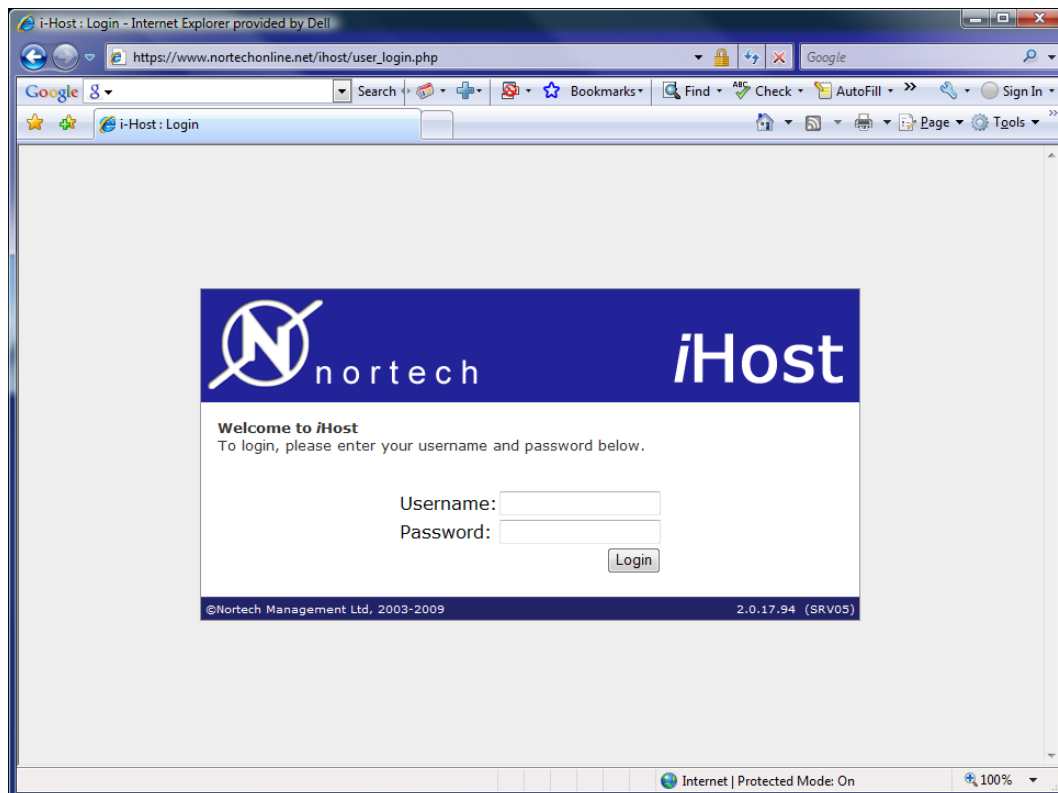 i-Host : Login - Internet Explorer provided by Dell
https://www.nortechonline.net/ihost/user_login.php
Google
Google
Search
Bookmarks
Find
ABC Check
AutoFill
Sign In
i-Host : Login
Page
Tools
N nortech
iHost
Welcome to iHost
To login, please enter your username and password below.
Username:
Password:
Login
©Nortech Management Ltd, 2003-2009 2.0.17.94 (SRV05)
Internet | Protected Mode: On 100%